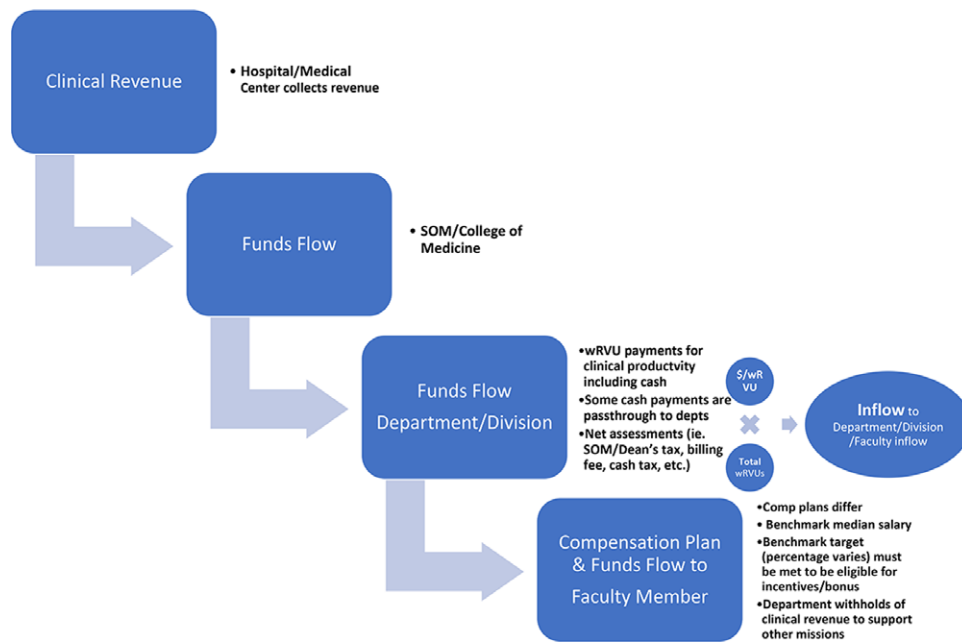 Clinical Revenue
• Hospital/Medical
Center collects revenue
Funds Flow
• SOM/College of
Medicine
Funds Flow
Department/Division
•wRVU payments for
clinical productvity
including cash
•Some cash payments are
passthrough to depts
•Net assessments (ie.
SOM/Dean's tax, billing
fee, cash tax, etc.)
$/wR
VU
Total
wRVUs
Inflow to
Department/Division
/Faculty inflow
Compensation Plan
& Funds Flow to
Faculty Member
•Comp plans differ
• Benchmark median salary
•Benchmark target
(percentage varies) must
be met to be eligible for
incentives/bonus
•Department withholds of
clinical revenue to support
other missions